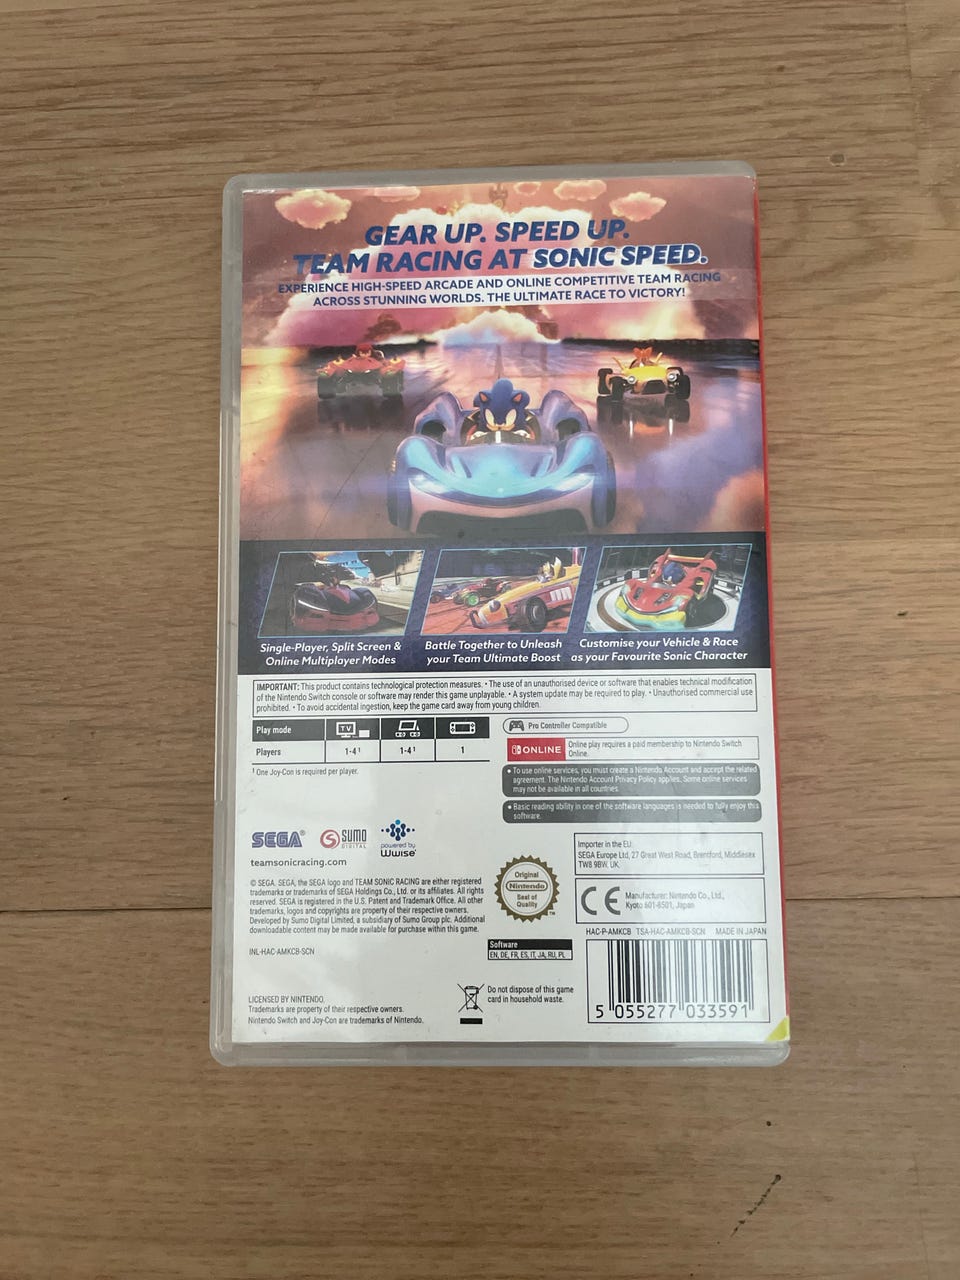 GEAR UP. SPEED UP.
TEAM RACING AT SONIC SPEED.
EXPERIENCE HIGH-SPEED ARCADE AND ONLINE COMPETITIVE TEAM RACING
ACROSS STUNNING WORLDS. THE ULTIMATE RACE TO VICTORY!
Single-Player, Split Screen &
Online Multiplayer Modes
Battle Together to Unleash
your Team Ultimate Boost
Customise your Vehicle & Race
as your Favourite Sonic Character
IMPORTANT: This product contains technological protection measures. • The use of an unauthorised device or software that enables technical modification
of the Nintendo Switch console or software may render this game unplayable. • A system update may be required to play. • Unauthorised commercial use
prohibited. • To avoid accidental ingestion, keep the game card away from young children.
Play mode
TV
Players
1-4¹
1-4¹
1
¹ One Joy-Con is required per player.
Pro Controller Compatible
ONLINE
Online play requires a paid membership to Nintendo Switch
Online.
• To use online services, you must create a Nintendo Account and accept the related
agreement. The Nintendo Account Privacy Policy applies. Some online services
may not be available in all countries.
• Basic reading ability in one of the software languages is needed to fully enjoy this
software.
SEGA®
SUMO
DIGITAL
powered by
Wwise®
teamsonicracing.com
© SEGA. SEGA, the SEGA logo and TEAM SONIC RACING are either registered
trademarks or trademarks of SEGA Holdings Co., Ltd. or its affiliates. All rights
reserved. SEGA is registered in the U.S. Patent and Trademark Office. All other
trademarks, logos and copyrights are property of their respective owners.
Developed by Sumo Digital Limited, a subsidiary of Sumo Group plc. Additional
downloadable content may be made available for purchase within this game.
INL-HAC-AMKCB-SCN
Original
Nintendo
Seal of
Quality
TM
Importer in the EU:
SEGA Europe Ltd, 27 Great West Road, Brentford, Middlesex
TW8 9BW, UK.
CE
Manufacturer: Nintendo Co., Ltd.,
Kyoto 601-8501, Japan
HAC-P-AMKCB TSA-HAC-AMKCB-SCN MADE IN JAPAN
Software
EN, DE, FR, ES, IT, JA, RU, PL
Do not dispose of this game
card in household waste.
5 055277 033591
LICENSED BY NINTENDO.
Trademarks are property of their respective owners.
Nintendo Switch and Joy-Con are trademarks of Nintendo.